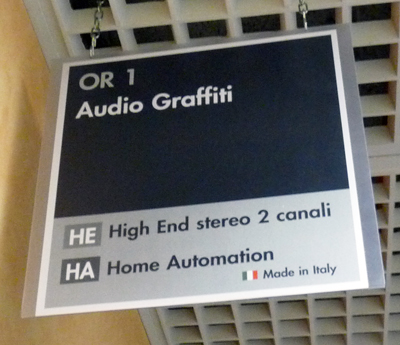 OR 1
Audio Graffiti
HE High End stereo 2 canali
HA Home Automation
Made in Italy